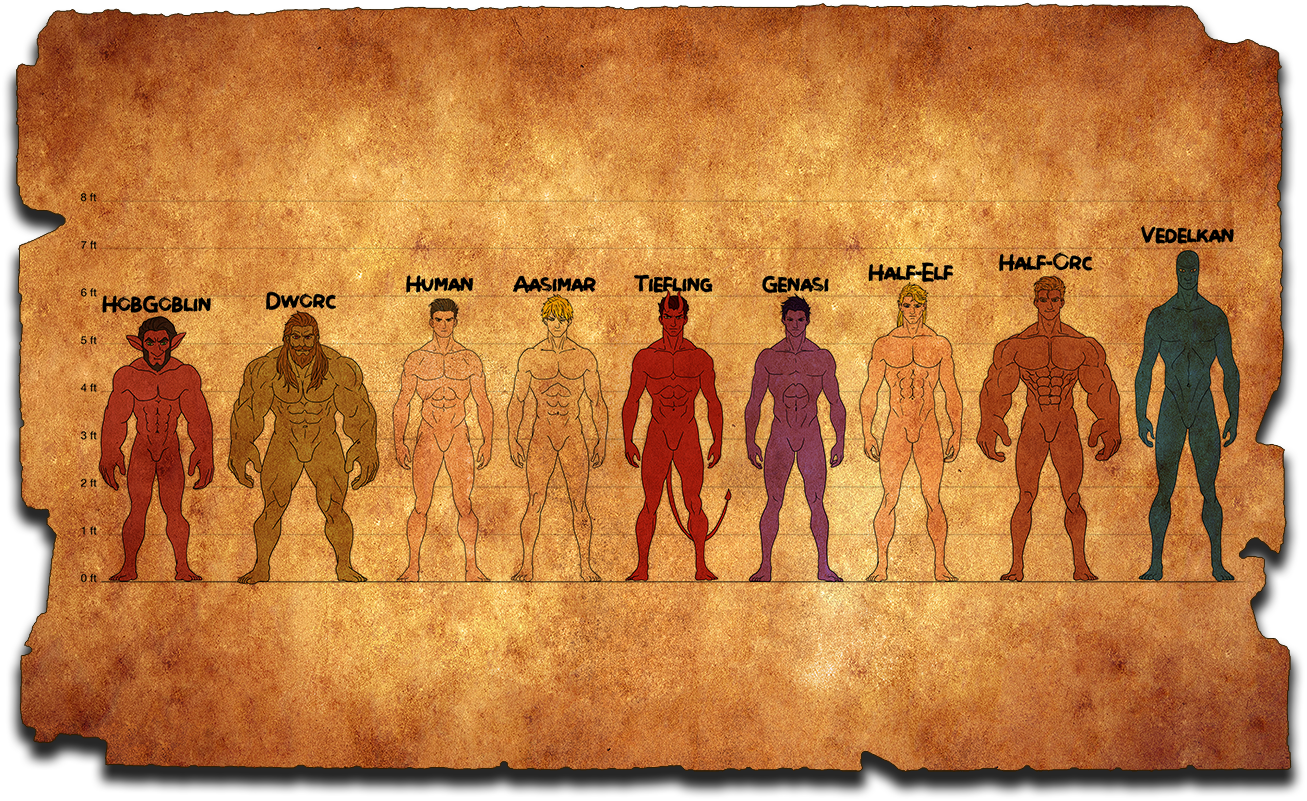 8 ft
7 ft
6 ft
5 ft
4 ft
3 ft
2 ft
1 ft
0 ft
HobGoblin
Dworc
Human
Aasimar
Tiefling
Genasi
Half-Elf
Half-Orc
Vedelkan